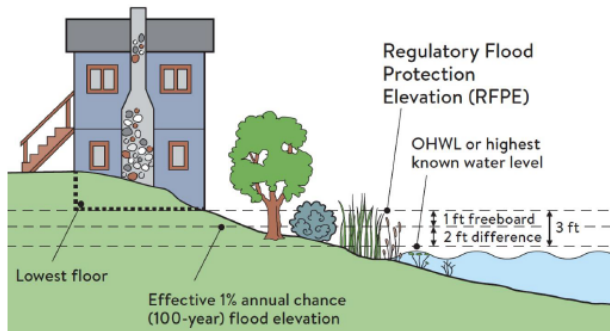 Regulatory Flood
Protection
Elevation (RFPE)
OHWL or highest
known water level
1 ft freeboard
2 ft difference
3 ft
Lowest floor
Effective 1% annual chance
(100-year) flood elevation